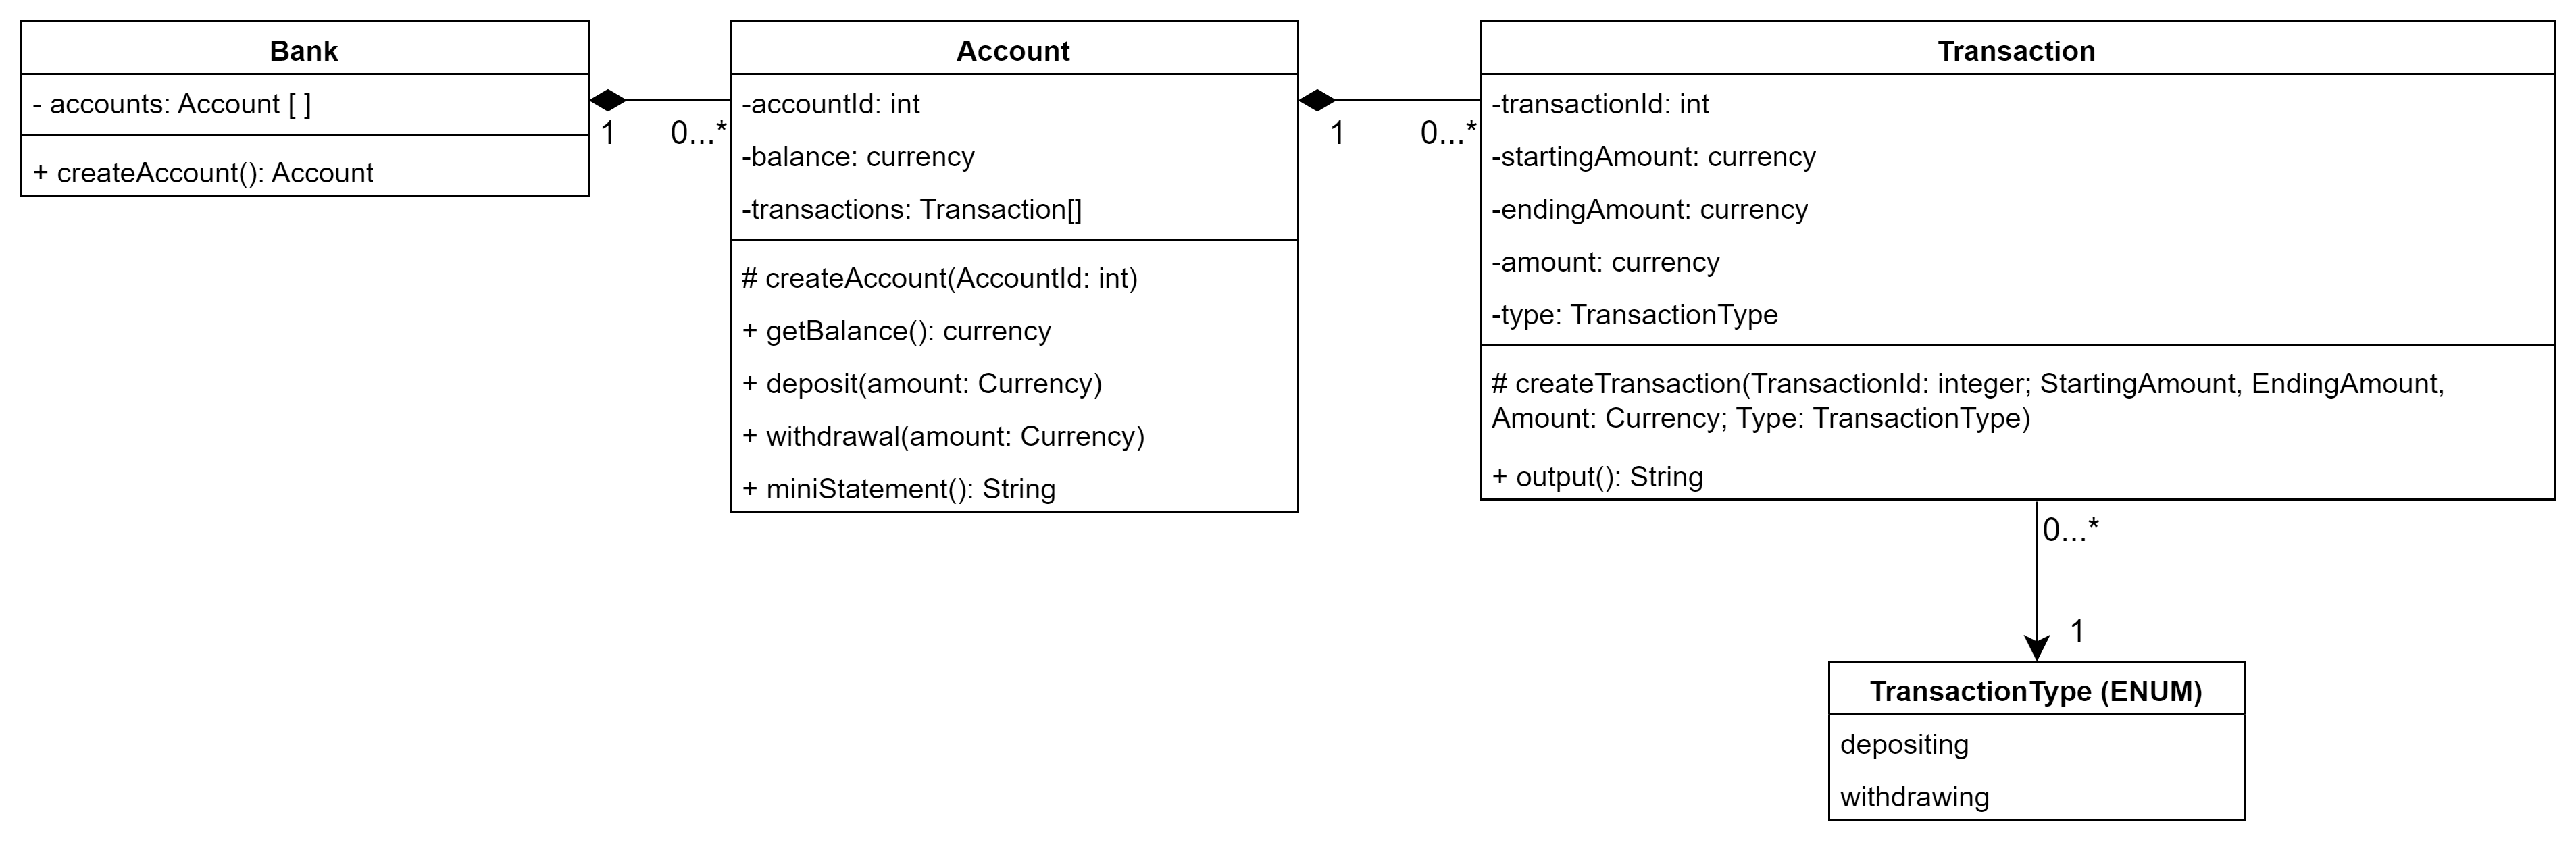 Bank
- accounts: Account [ ]
+ createAccount(): Account
1
0...*
Account
-accountId: int
-balance: currency
-transactions: Transaction[]
# createAccount(AccountId: int)
+ getBalance(): currency
+ deposit(amount: Currency)
+ withdrawal(amount: Currency)
+ miniStatement(): String
1
0...*
Transaction
-transactionId: int
-startingAmount: currency
-endingAmount: currency
-amount: currency
-type: TransactionType
# createTransaction(TransactionId: integer; StartingAmount, EndingAmount,
Amount: Currency; Type: TransactionType)
+ output(): String
0...*
1
TransactionType (ENUM)
depositing
withdrawing